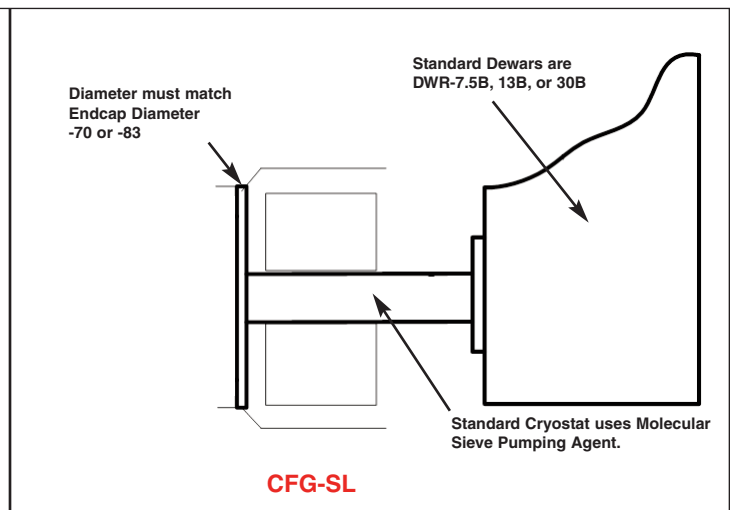 Diameter must match
Endcap Diameter
-70 or -83
Standard Dewars are
DWR-7.5B, 13B, or 30B
Standard Cryostat uses Molecular
Sieve Pumping Agent.
CFG-SL